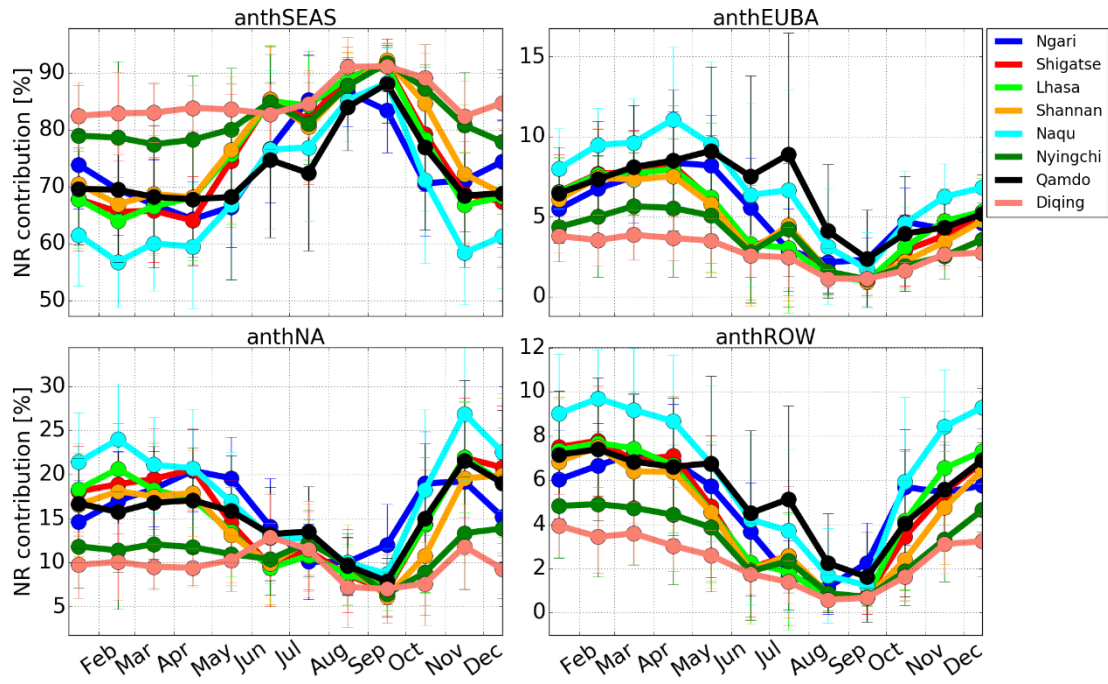 anthSEAS
anthEUBA
NR contribution [%]
90
80
70
60
50
15
10
5
0
Ngari
Shigatse
Lhasa
Shannan
Naqu
Nyingchi
Qamdo
Diqing
anthNA
anthROW
NR contribution [%]
30
25
20
15
10
5
12
10
8
6
4
2
0
Feb Mar Apr May Jun Jul Aug Sep Oct Nov Dec
Feb Mar Apr May Jun Jul Aug Sep Oct Nov Dec